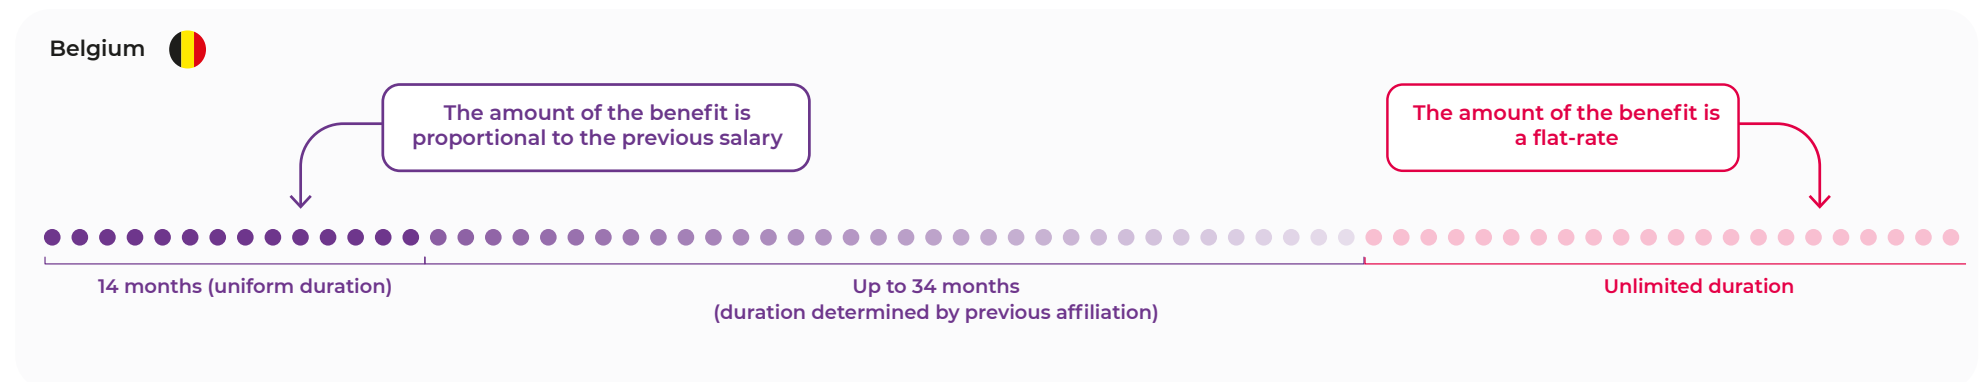 Belgium
The amount of the benefit is
proportional to the previous salary
The amount of the benefit is
a flat-rate
14 months (uniform duration)
Up to 34 months
(duration determined by previous affiliation)
Unlimited duration